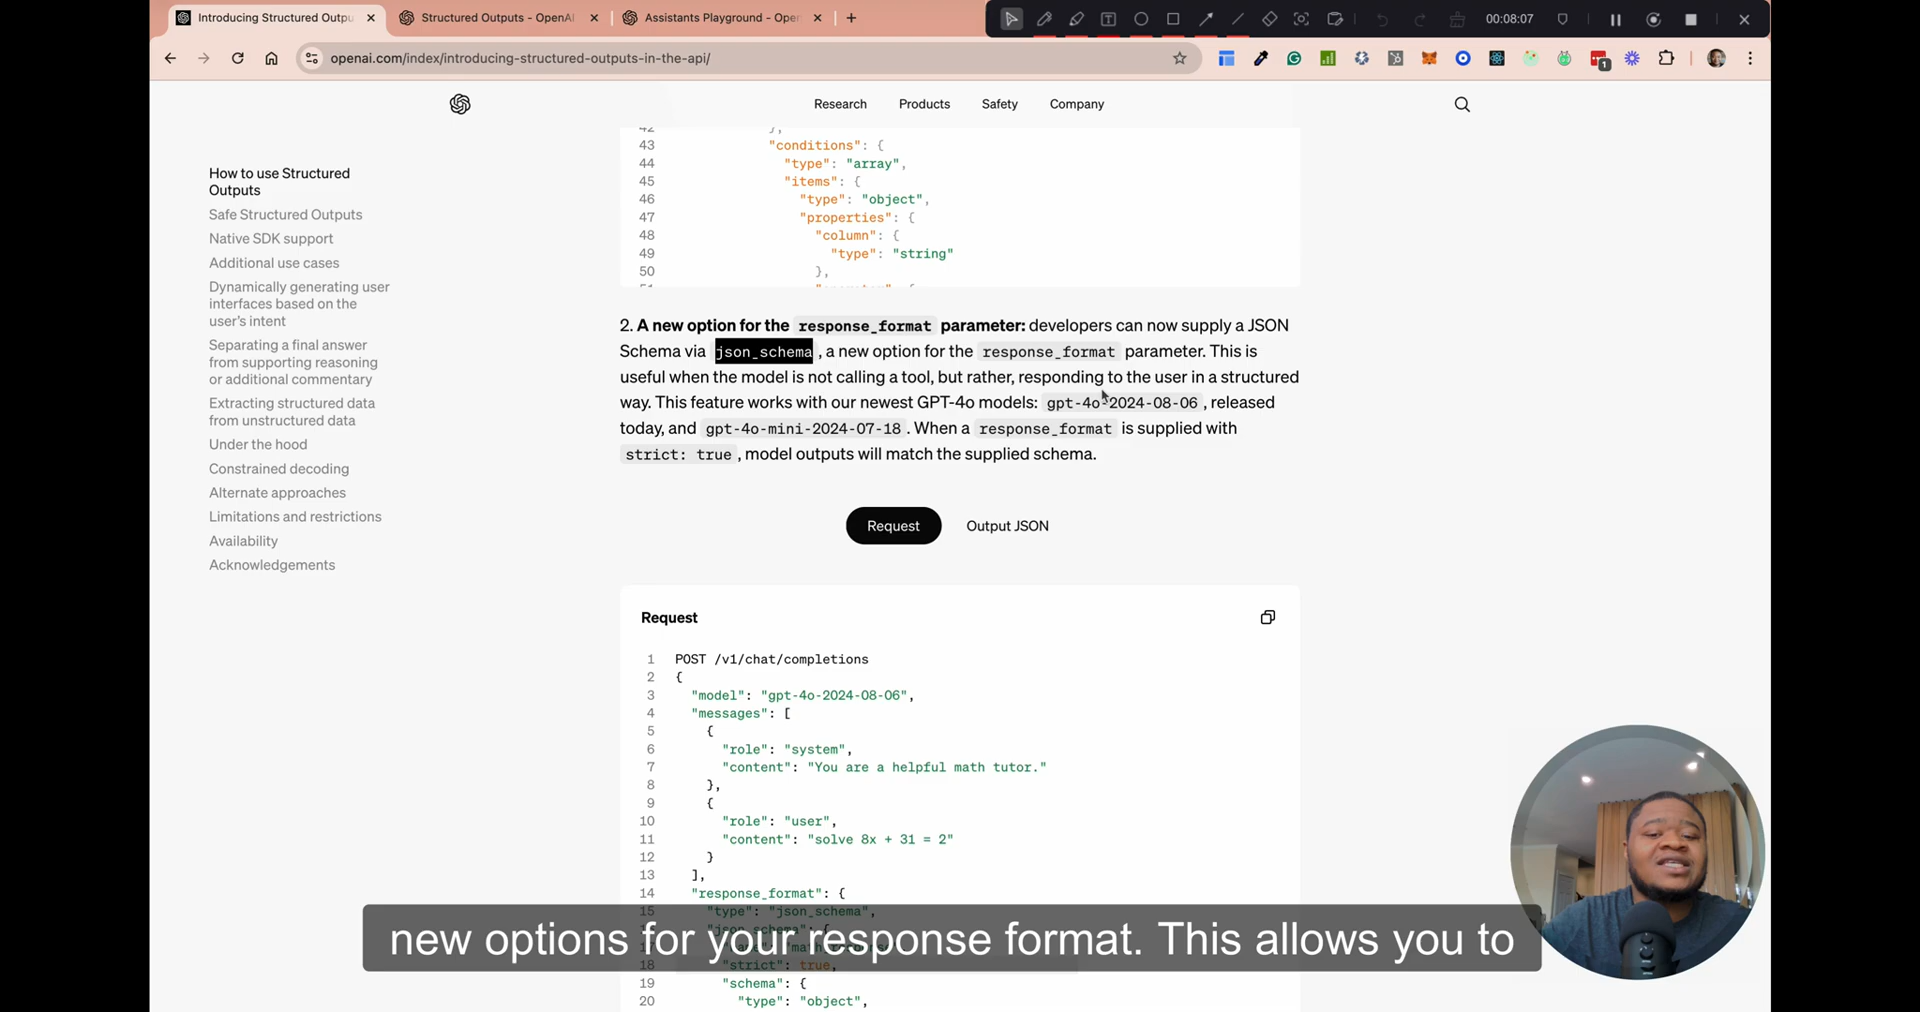 Introducing Structured Outpu
Structured Outputs - OpenAI
Assistants Playground - Ope
00:08:07
openai.com/index/introducing-structured-outputs-in-the-api/
1
Research
Products
Safety
Company
How to use Structured
Outputs
Safe Structured Outputs
Native SDK support
Additional use cases
Dynamically generating user
interfaces based on the
user's intent
Separating a final answer
from supporting reasoning
or additional commentary
Extracting structured data
from unstructured data
Under the hood
Constrained decoding
Alternate approaches
Limitations and restrictions
Availability
Acknowledgements
42 },
43 "conditions": {
44 "type": "array",
45 "items": {
46 "type": "object",
47 "properties": {
48 "column": {
49 "type": "string"
50 },
2. A new option for the response_format parameter: developers can now supply a JSON
Schema via json_schema, a new option for the response_format parameter. This is
useful when the model is not calling a tool, but rather, responding to the user in a structured
way. This feature works with our newest GPT-4o models: gpt-4o-2024-08-06, released
today, and gpt-4o-mini-2024-07-18. When a response_format is supplied with
strict: true, model outputs will match the supplied schema.
Request
Output JSON
Request
1 POST /v1/chat/completions
2 {
3 "model": "gpt-4o-2024-08-06",
4 "messages": [
5 {
6 "role": "system",
7 "content": "You are a helpful math tutor."
8 },
9 {
10 "role": "user",
11 "content": "solve 8x + 31 = 2"
12 }
13 ],
14 "response_format": {
15 "type": "json_schema",
new options for your response format. This allows you to
18 "strict": true,
19 "schema": {
20 "type": "object",